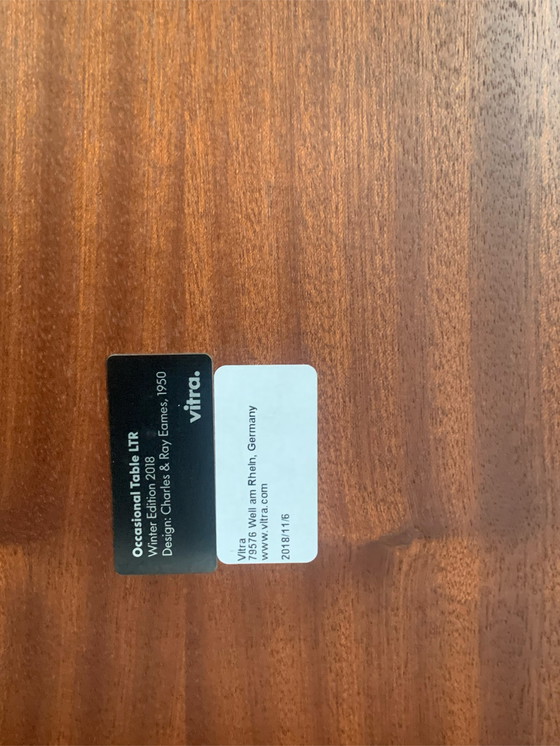 Occasional Table LTR
Winter Edition 2018
Design: Charles & Ray Eames, 1950
vitra.
Vitra
79576 Weil am Rhein, Germany
www.vitra.com
2018/11/6